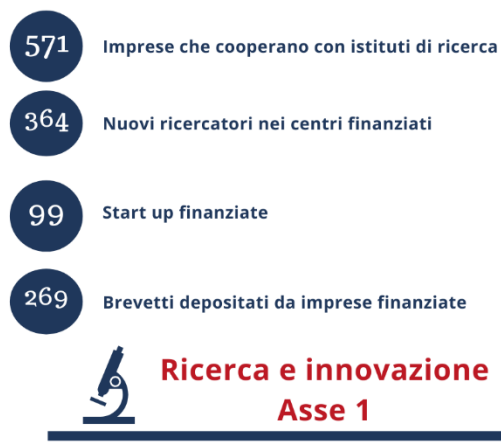 571 Imprese che cooperano con istituti di ricerca
364 Nuovi ricercatori nei centri finanziati
99 Start up finanziate
269 Brevetti depositati da imprese finanziate
Ricerca e innovazione
Asse 1